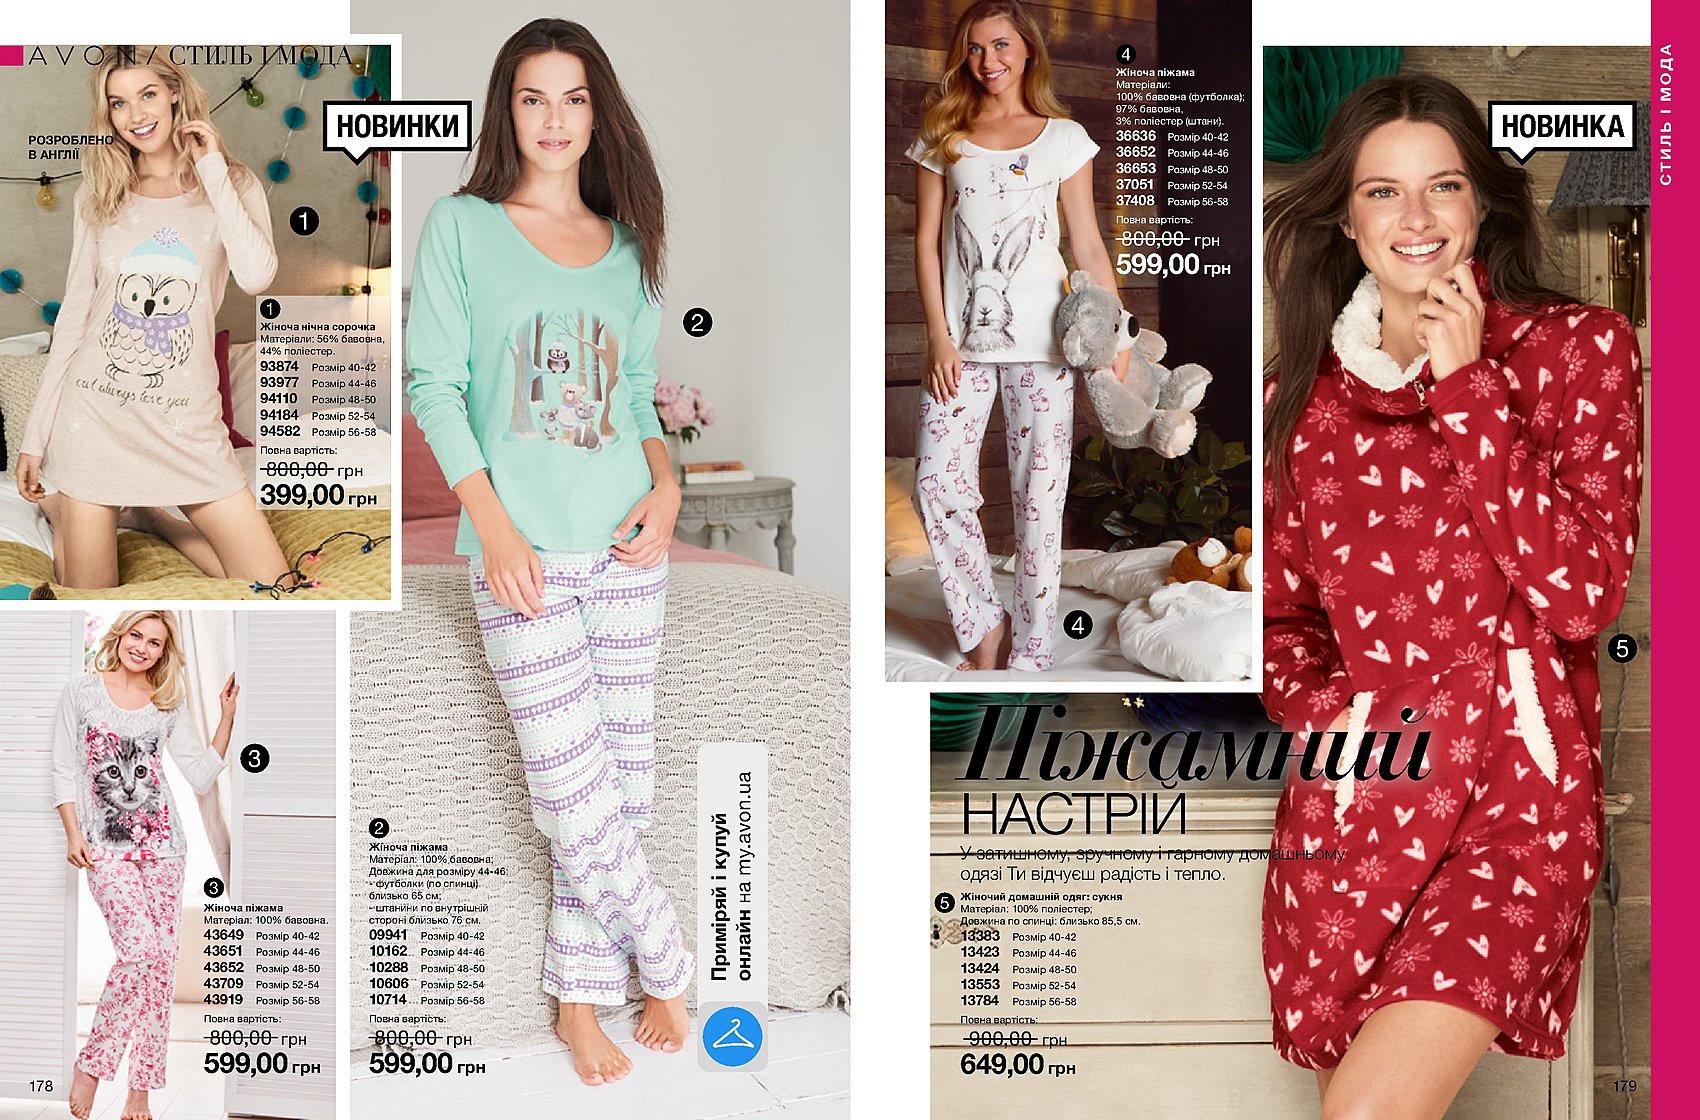 AVON / СТИЛЬ І МОДА
РОЗРОБЛЕНО
В АНГЛІЇ
НОВИНКИ
1
owl always love you
1
Жіноча нічна сорочка
Матеріали: 56% бавовна,
44% поліестер.
93874 Розмір 40-42
93977 Розмір 44-46
94110 Розмір 48-50
94184 Розмір 52-54
94582 Розмір 56-58
Повна вартість:
800,00 грн
399,00 грн
2
3
3
Жіноча піжама
Матеріал: 100% бавовна.
43649 Розмір 40-42
43651 Розмір 44-46
43652 Розмір 48-50
43709 Розмір 52-54
43919 Розмір 56-58
Повна вартість:
800,00 грн
599,00 грн
178
2
Жіноча піжама
Матеріал: 100% бавовна;
Довжина для розміру 44-46:
- футболки (по спинці)
близько 65 см;
- штанини по внутрішній
стороні близько 76 см.
09941 Розмір 40-42
10162 Розмір 44-46
10288 Розмір 48-50
10606 Розмір 52-54
10714 Розмір 56-58
Повна вартість:
800,00 грн
599,00 грн
Приміряй і купуй
онлайн на my.avon.ua
4
Жіноча піжама
Матеріали:
100% бавовна (футболка);
97% бавовна,
3% поліестер (штани).
36636 Розмір 40-42
36652 Розмір 44-46
36653 Розмір 48-50
37051 Розмір 52-54
37408 Розмір 56-58
Повна вартість:
800,00 грн
599,00 грн
4
НОВИНКА
СТИЛЬ І МОДА
5
Піжамний
НАСТРІЙ
У затишному, зручному і гарному домашньому
одязі Ти відчуєш радість і тепло.
5
Жіночий домашній одяг: сукня
Матеріал: 100% поліестер;
Довжина по спинці: близько 85,5 см.
13383 Розмір 40-42
13423 Розмір 44-46
13424 Розмір 48-50
13553 Розмір 52-54
13784 Розмір 56-58
Повна вартість:
900,00 грн
649,00 грн
179